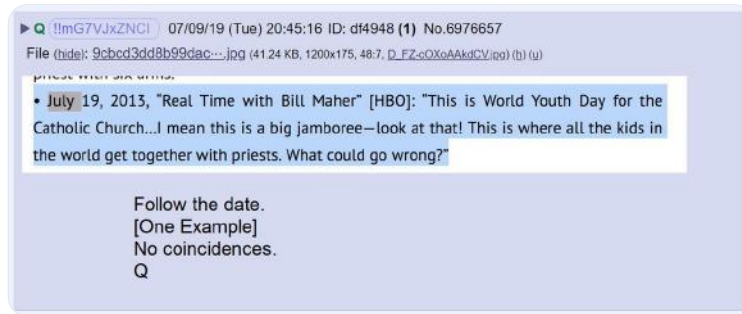 ▶ Q !!mG7VJxZNCI 07/09/19 (Tue) 20:45:16 ID: df4948 (1) No.6976657
File (hide): 9cbcd3dd8b99dac···.jpg (41.24 KB, 1200x175, 48:7, D_FZ-cOXoAAkdCV.jpg) (h) (u)
priest with six arms.
• July 19, 2013, “Real Time with Bill Maher” [HBO]: “This is World Youth Day for the
Catholic Church...I mean this is a big jamboree—look at that! This is where all the kids in
the world get together with priests. What could go wrong?”
Follow the date.
[One Example]
No coincidences.
Q